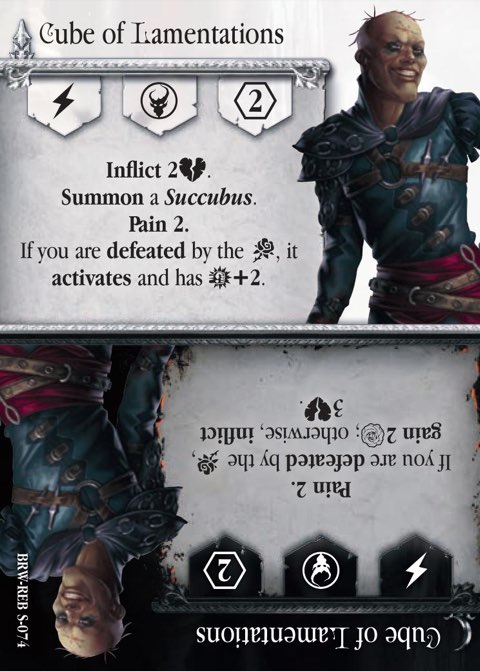 Cube of Lamentations
2
Inflict 2.
Summon a Succubus.
Pain 2.
If you are defeated by the , it
activates and has +2.
Cube of Lamentations
2
Pain 2.
If you are defeated by the ,
gain 2 ; otherwise, inflict
3 .
BRW-REB S-074